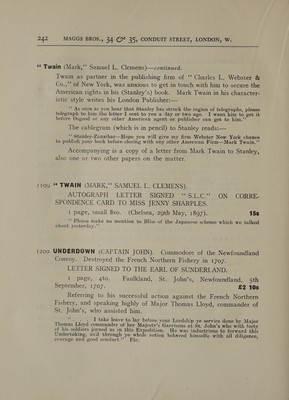 242 MAGGS BROS., 34 & 35, CONDUIT STREET, LONDON, W.
"Twain (Mark," Samuel L. Clemens)—continued.
Twain as partner in the publishing firm of "Charles L. Webster &
Co.," of New York, was anxious to get in touch with him to secure the
American rights in his (Stanley's) book. Mark Twain in his character-
istic style writes his London Publisher:—
"As soon as you hear that Stanley has struck the region of telegraphs, please
telegraph to him the letter I sent to you a day or two ago. I want him to get it
before Osgood or any other American agent or publisher can get to him."
The cablegram (which is in pencil) to Stanley reads:—
"Stanley-Zanzibar—Hope you will give my firm Webster New York chance
to publish your book before closing with any other American Firm—Mark Twain."
Accompanying is a copy of a letter from Mark Twain to Stanley,
also one or two other papers on the matter.
1199 "TWAIN (MARK," SAMUEL L. CLEMENS).
AUTOGRAPH LETTER SIGNED "S.L.C." ON CORRE-
SPONDENCE CARD TO MISS JENNY SHARPLES.
1 page, small 8vo. (Chelsea, 29th May, 1897). 15s
"Please make no mention to Bliss of the Japanese scheme which we talked
about yesterday."
1200 UNDERDOWN (CAPTAIN JOHN). Commodore of the Newfoundland
Convoy. Destroyed the French Northern Fishery in 1707.
LETTER SIGNED TO THE EARL OF SUNDERLAND.
1 page, 4to. Faulkland, St. John's, Newfoundland, 5th
September, 1707. £2 10s
Referring to his successful action against the French Northern
Fishery, and speaking highly of Major Thomas Lloyd, commander of
St. John's, who assisted him.
". . . I take leave to lay before your Lordship ye service done by Major
Thomas Lloyd commander of her Majesty's Garrisons at St. John's who with forty
of his soldiers joyned us in this Expedition. He was industrious to forward this
Undertaking, and through ye whole action behaved himselfe with all diligence,
courage and good conduct." Etc.